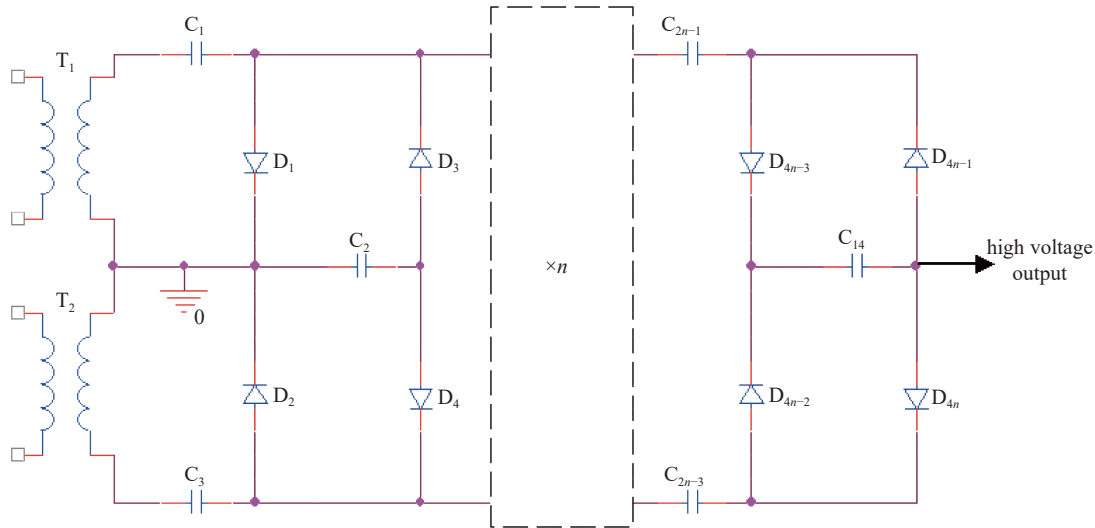 C₁
C₂ₙ₋₁
T₁
D₁
D₃
D₄ₙ₋₃
D₄ₙ₋₁
C₂
×n
C₁₄
high voltage
output
T₂
0
D₂
D₄
D₄ₙ₋₂
D₄ₙ
C₃
C₂ₙ₋₃